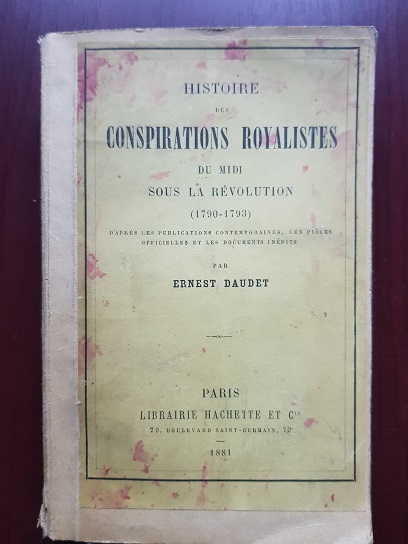 HISTOIRE
DES
CONSPIRATIONS ROYALISTES
DU MIDI
SOUS LA RÉVOLUTION
(1790-1793)
D'APRÈS LES PUBLICATIONS CONTEMPORAINES, LES PIÈCES
OFFICIELLES ET LES DOCUMENTS INÉDITS
PAR
ERNEST DAUDET
PARIS
LIBRAIRIE HACHETTE ET Cie
79, BOULEVARD SAINT-GERMAIN, 79
1881